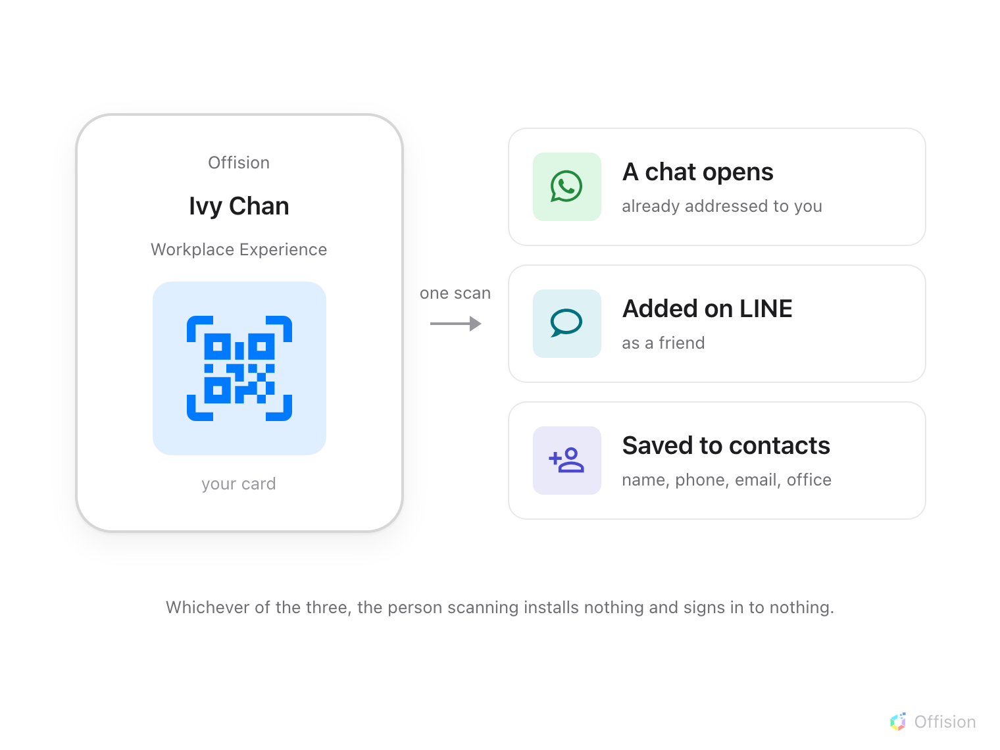 Offision
Ivy Chan
Workplace Experience
your card
one scan
A chat opens
already addressed to you
Added on LINE
as a friend
Saved to contacts
name, phone, email, office
Whichever of the three, the person scanning installs nothing and signs in to nothing.
Offision